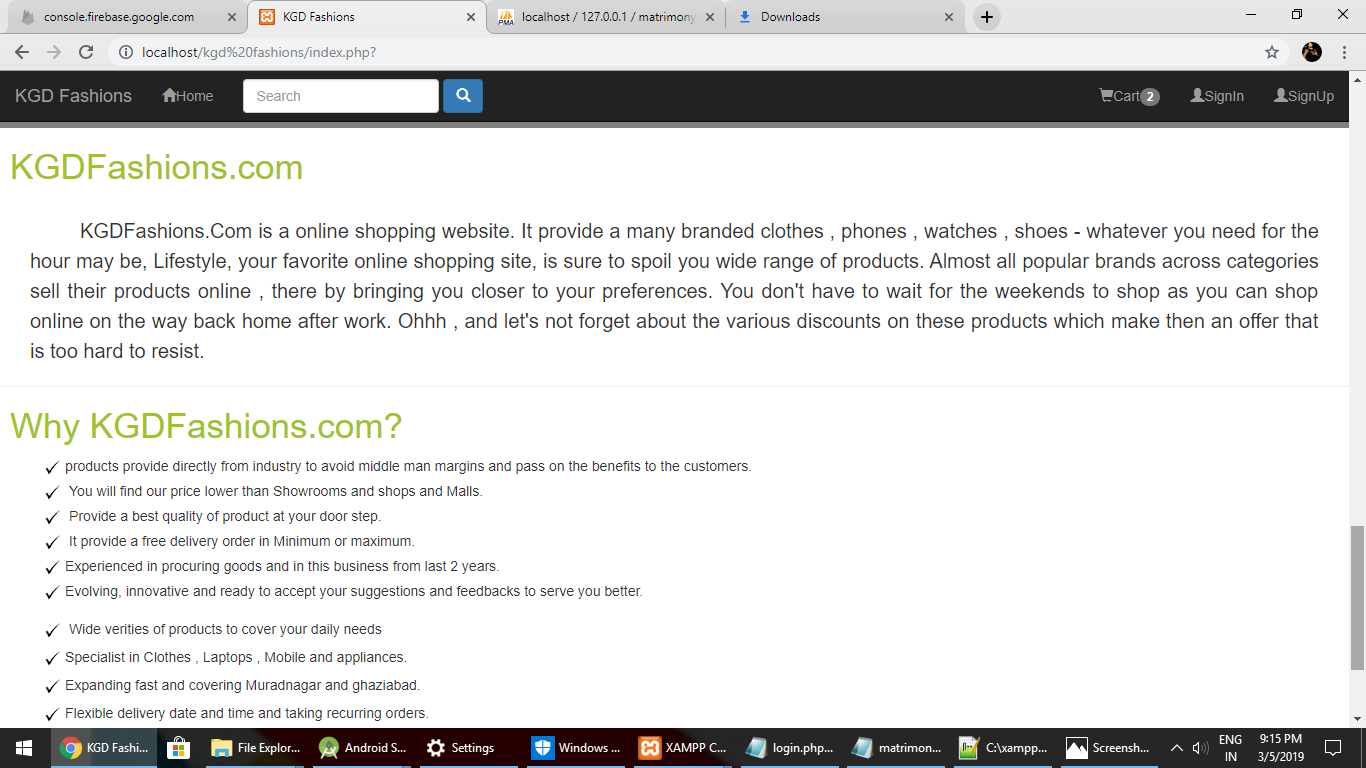 console.firebase.google.com
KGD Fashions
localhost / 127.0.0.1 / matrimony
Downloads
localhost/kgd%20fashions/index.php?
KGD Fashions Home Search Cart 2 SignIn SignUp
KGDFashions.com
KGDFashions.Com is a online shopping website. It provide a many branded clothes , phones , watches , shoes - whatever you need for the
hour may be, Lifestyle, your favorite online shopping site, is sure to spoil you wide range of products. Almost all popular brands across categories
sell their products online , there by bringing you closer to your preferences. You don't have to wait for the weekends to shop as you can shop
online on the way back home after work. Ohhh , and let's not forget about the various discounts on these products which make then an offer that
is too hard to resist.
Why KGDFashions.com?
products provide directly from industry to avoid middle man margins and pass on the benefits to the customers.
You will find our price lower than Showrooms and shops and Malls.
Provide a best quality of product at your door step.
It provide a free delivery order in Minimum or maximum.
Experienced in procuring goods and in this business from last 2 years.
Evolving, innovative and ready to accept your suggestions and feedbacks to serve you better.
Wide verities of products to cover your daily needs
Specialist in Clothes , Laptops , Mobile and appliances.
Expanding fast and covering Muradnagar and ghaziabad.
Flexible delivery date and time and taking recurring orders.
KGD Fashi... File Explor... Android S... Settings Windows ... XAMPP C... login.php... matrimon... C:\xampp... Screensh...
ENG
IN
9:15 PM
3/5/2019